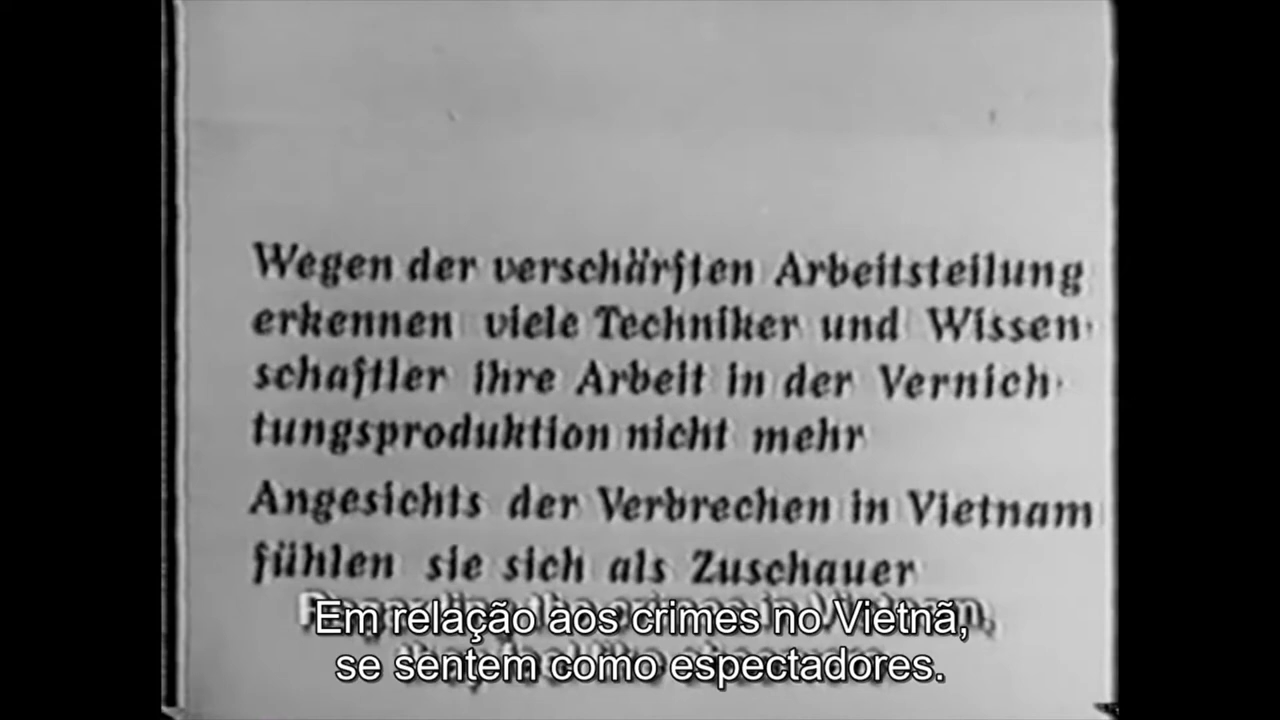 Wegen der verschärften Arbeitsteilung
erkennen viele Techniker und Wissen-
schaftler ihre Arbeit in der Vernich-
tungsproduktion nicht mehr
Angesichts der Verbrechen in Vietnam
fühlen sie sich als Zuschauer
Em relação aos crimes no Vietnã,
se sentem como espectadores.